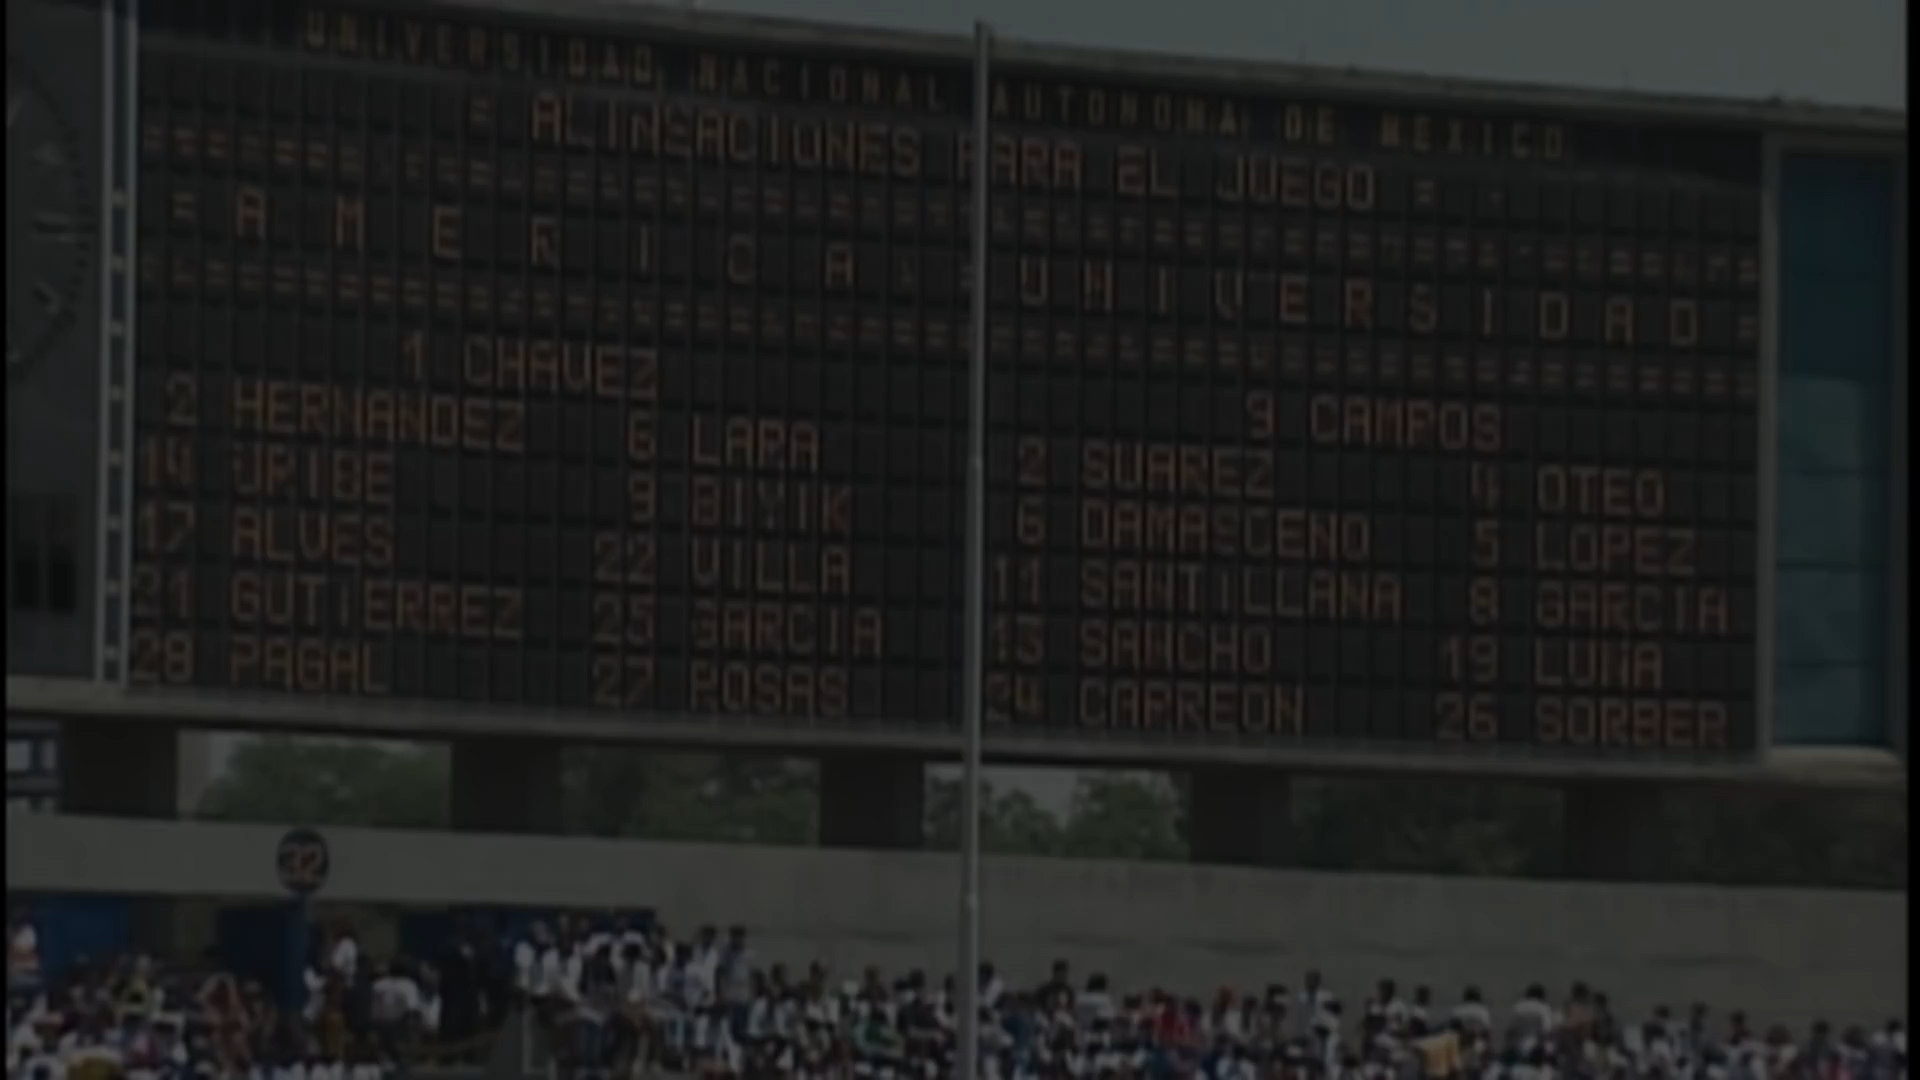 UNIVERSIDAD NACIONAL AUTONOMA DE MEXICO
= ALINEACIONES PARA EL JUEGO =
= A M E R I C A = U N I V E R S I D A D =
1 CHAVEZ 9 CAMPOS
2 HERNANDEZ 6 LARA 2 SUAREZ 4 OTEO
14 URIBE 9 BIYIK 6 DAMASCENO 5 LOPEZ
17 ALVES 22 VILLA 11 SANTILLANA 8 GARCIA
21 GUTIERREZ 25 GARCIA 13 SANCHO 19 LUNA
28 PAGAL 27 ROSAS 24 CARREON 26 SORBER
32